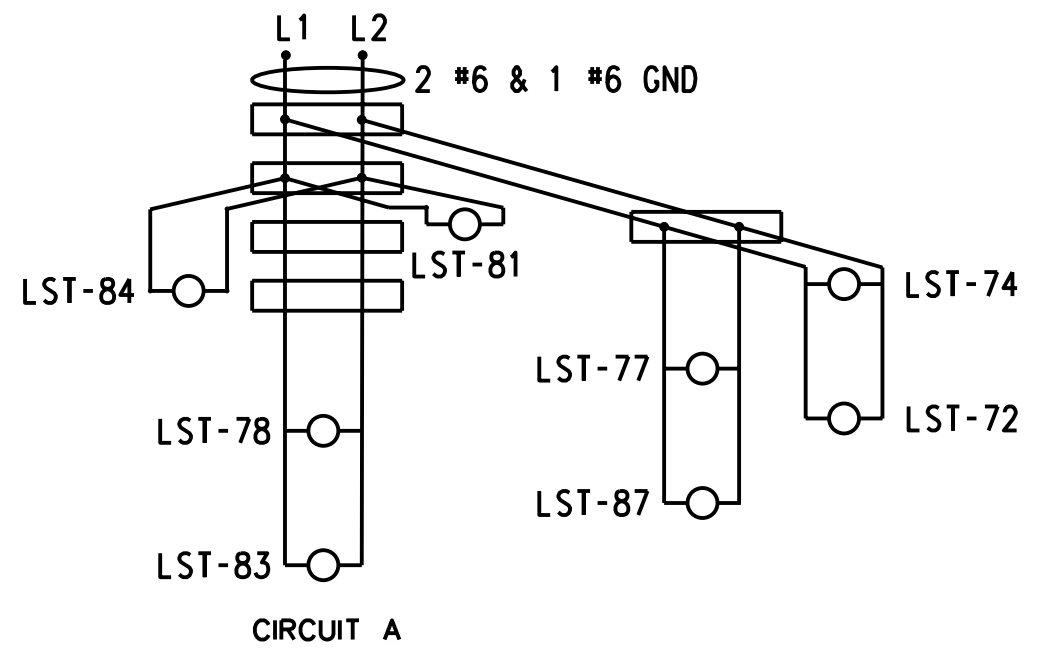 L1 L2
2 #6 & 1 #6 GND
LST-81
LST-84
LST-74
LST-77
LST-72
LST-78
LST-87
LST-83
CIRCUIT A